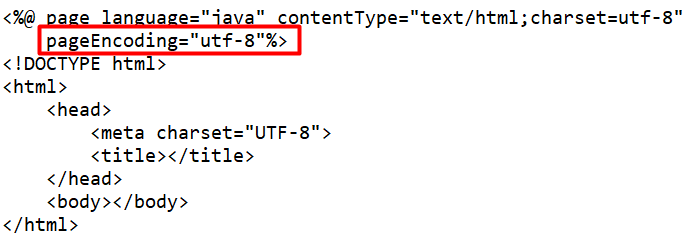 <%@ page language="java" contentType="text/html;charset=utf-8"
pageEncoding="utf-8"%>
<!DOCTYPE html>
<html>
<head>
<meta charset="UTF-8">
<title></title>
</head>
<body></body>
</html>